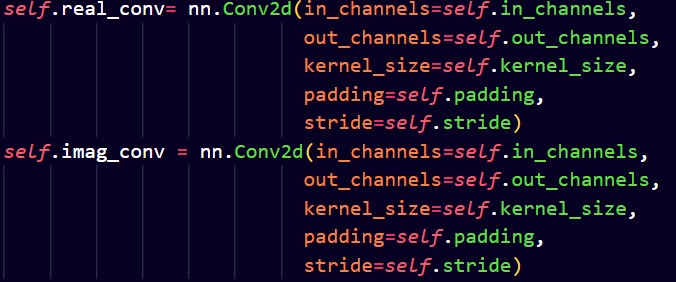 self.real_conv= nn.Conv2d(in_channels=self.in_channels,
out_channels=self.out_channels,
kernel_size=self.kernel_size,
padding=self.padding,
stride=self.stride)
self.imag_conv = nn.Conv2d(in_channels=self.in_channels,
out_channels=self.out_channels,
kernel_size=self.kernel_size,
padding=self.padding,
stride=self.stride)